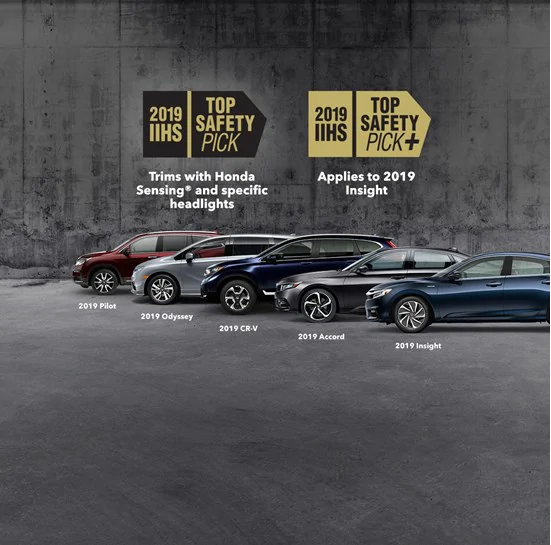 2019
IIHS
TOP
SAFETY
PICK
2019
IIHS
TOP
SAFETY
PICK+
Trims with Honda
Sensing® and specific
headlights
Applies to 2019
Insight
2019 Pilot
2019 Odyssey
2019 CR-V
2019 Accord
2019 Insight